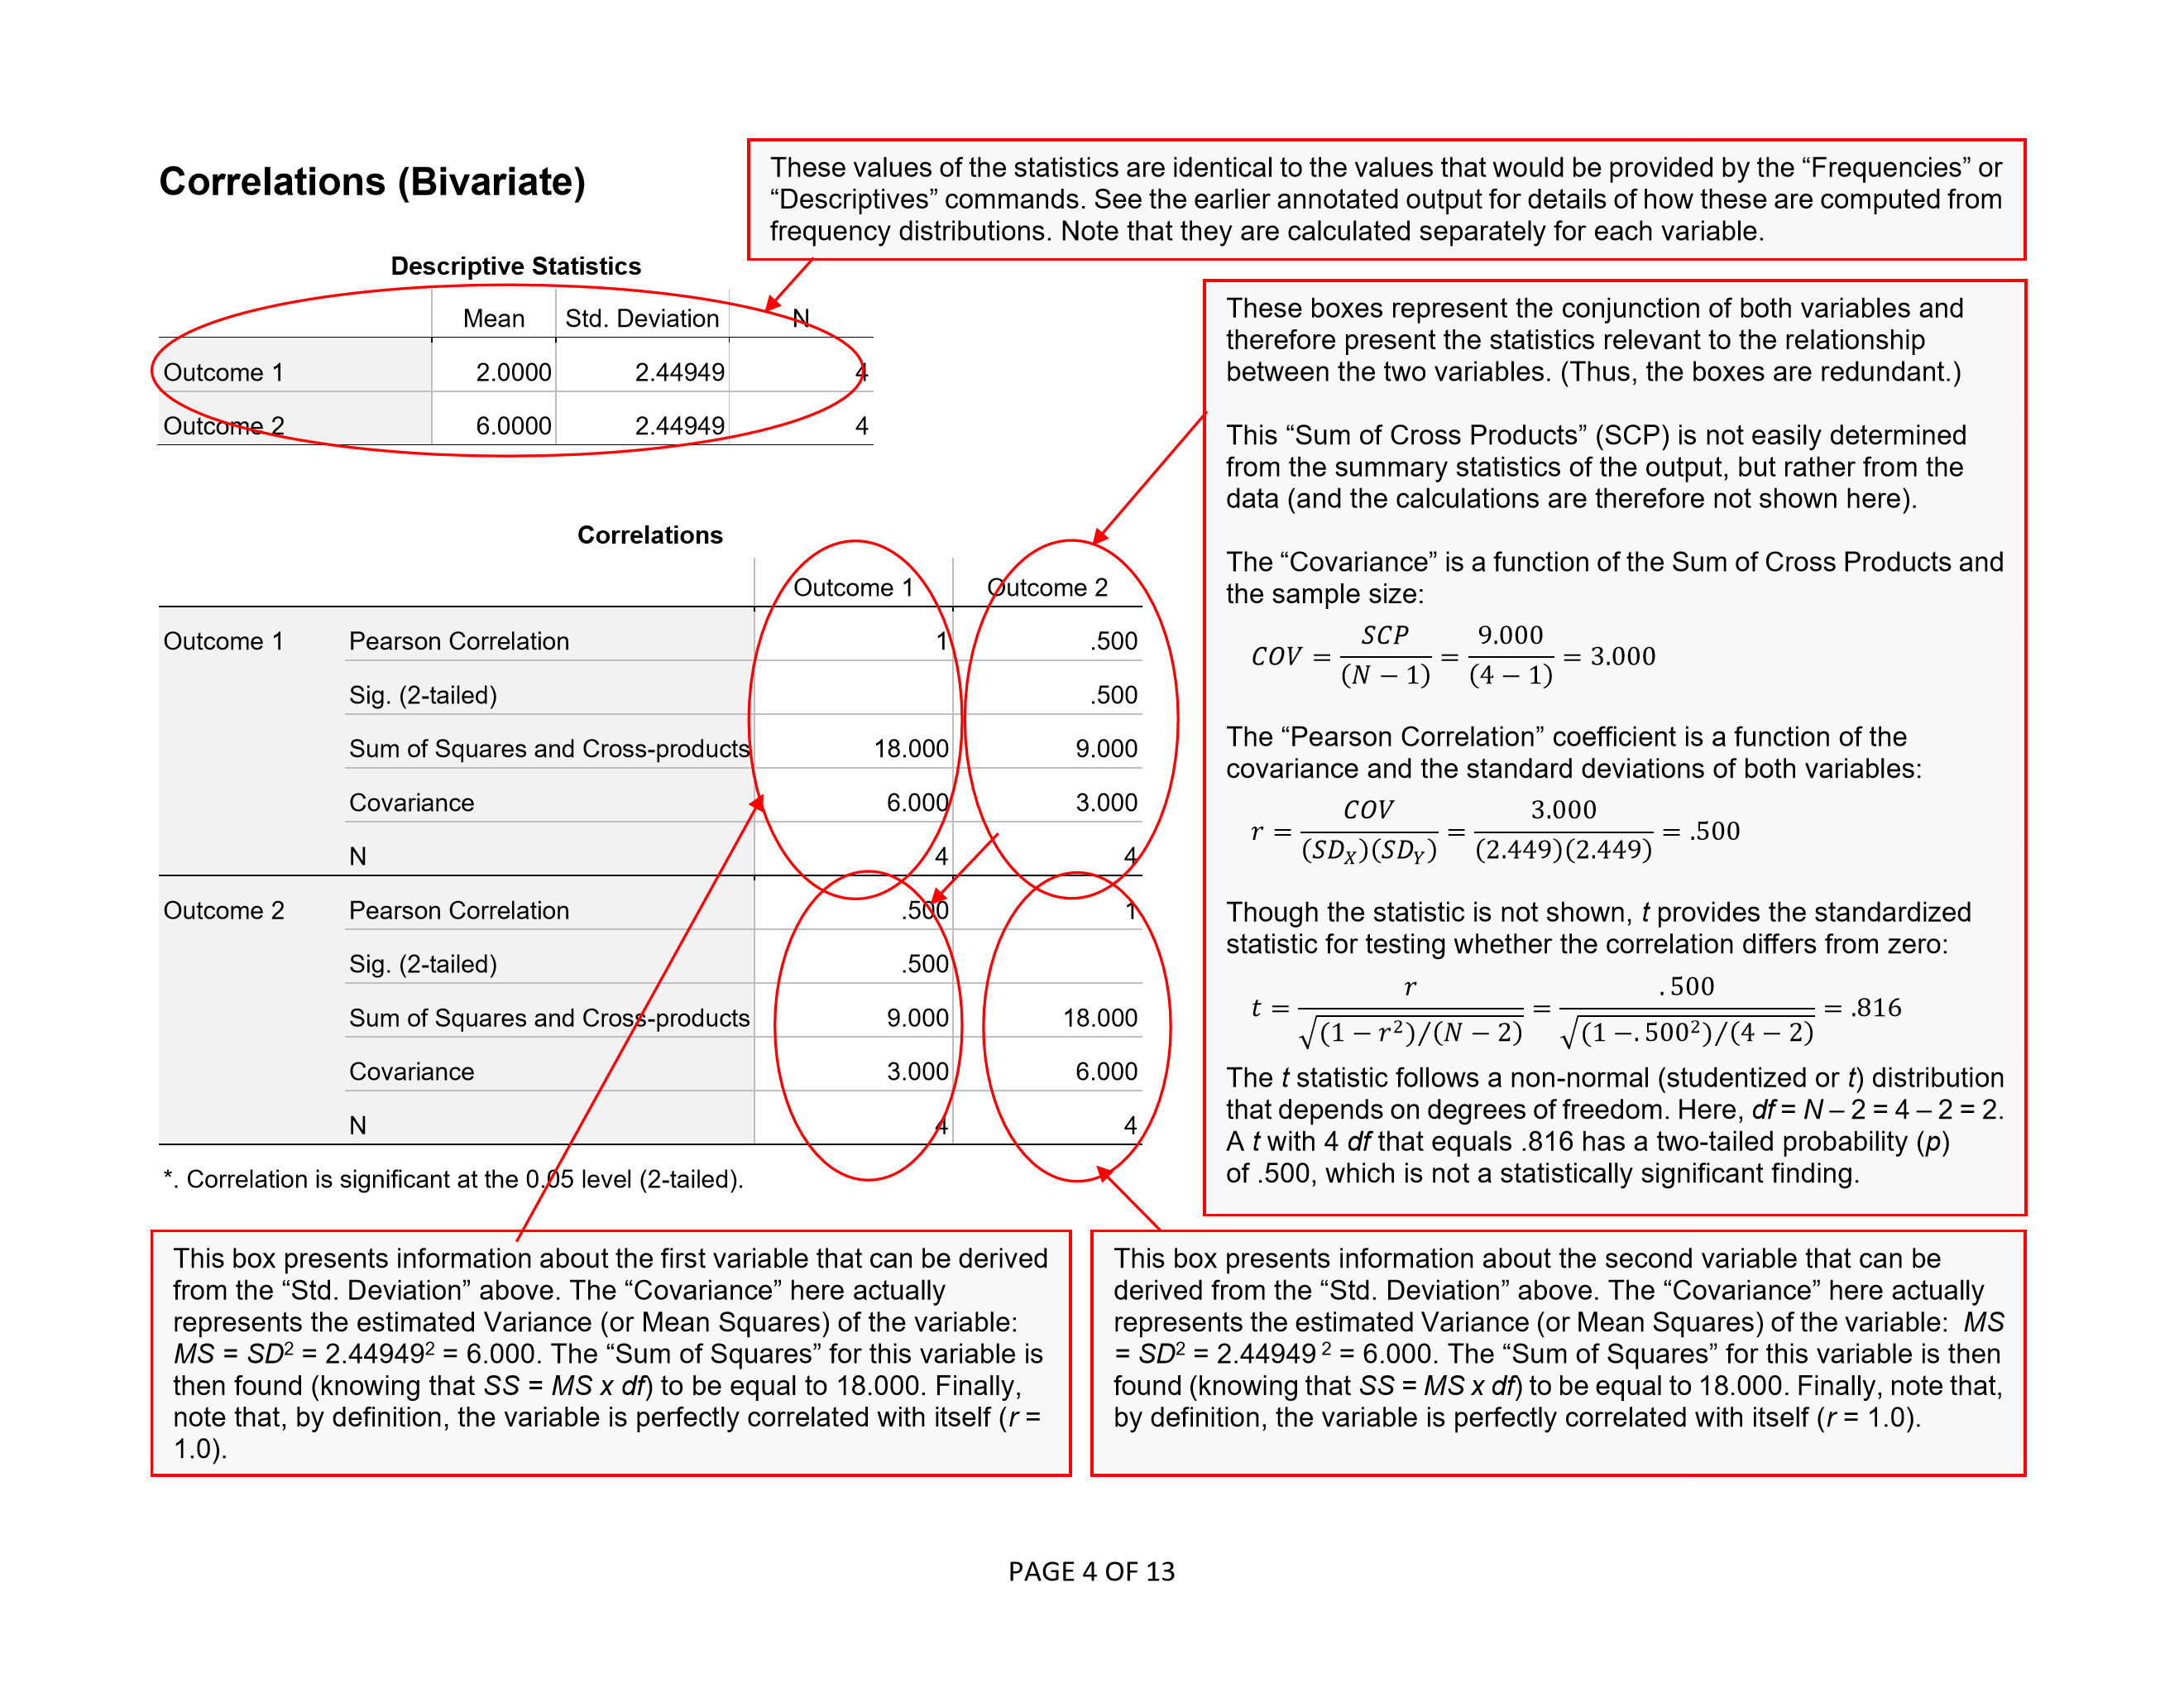 Correlations (Bivariate)
These values of the statistics are identical to the values that would be provided by the “Frequencies” or
“Descriptives” commands. See the earlier annotated output for details of how these are computed from
frequency distributions. Note that they are calculated separately for each variable.
Descriptive Statistics
Mean Std. Deviation N
Outcome 1 2.0000 2.44949 4
Outcome 2 6.0000 2.44949 4
Correlations
Outcome 1 Outcome 2
Outcome 1 Pearson Correlation 1 .500
Sig. (2-tailed) .500
Sum of Squares and Cross-products 18.000 9.000
Covariance 6.000 3.000
N 4 4
Outcome 2 Pearson Correlation .500 1
Sig. (2-tailed) .500
Sum of Squares and Cross-products 9.000 18.000
Covariance 3.000 6.000
N 4 4
*. Correlation is significant at the 0.05 level (2-tailed).
These boxes represent the conjunction of both variables and
therefore present the statistics relevant to the relationship
between the two variables. (Thus, the boxes are redundant.)
This “Sum of Cross Products” (SCP) is not easily determined
from the summary statistics of the output, but rather from the
data (and the calculations are therefore not shown here).
The “Covariance” is a function of the Sum of Cross Products and
the sample size:
COV = SCP / (N − 1) = 9.000 / (4 − 1) = 3.000
The “Pearson Correlation” coefficient is a function of the
covariance and the standard deviations of both variables:
r = COV / (SD_X)(SD_Y) = 3.000 / (2.449)(2.449) = .500
Though the statistic is not shown, t provides the standardized
statistic for testing whether the correlation differs from zero:
t = r / √(1 − r²)/(N − 2) = .500 / √(1 −.500²)/(4 − 2) = .816
The t statistic follows a non-normal (studentized or t) distribution
that depends on degrees of freedom. Here, df = N – 2 = 4 – 2 = 2.
A t with 4 df that equals .816 has a two-tailed probability (p)
of .500, which is not a statistically significant finding.
This box presents information about the first variable that can be derived
from the “Std. Deviation” above. The “Covariance” here actually
represents the estimated Variance (or Mean Squares) of the variable:
MS = SD² = 2.44949² = 6.000. The “Sum of Squares” for this variable is
then found (knowing that SS = MS x df) to be equal to 18.000. Finally,
note that, by definition, the variable is perfectly correlated with itself (r =
1.0).
This box presents information about the second variable that can be
derived from the “Std. Deviation” above. The “Covariance” here actually
represents the estimated Variance (or Mean Squares) of the variable: MS
= SD² = 2.44949 ² = 6.000. The “Sum of Squares” for this variable is then
found (knowing that SS = MS x df) to be equal to 18.000. Finally, note that,
by definition, the variable is perfectly correlated with itself (r = 1.0).
PAGE 4 OF 13